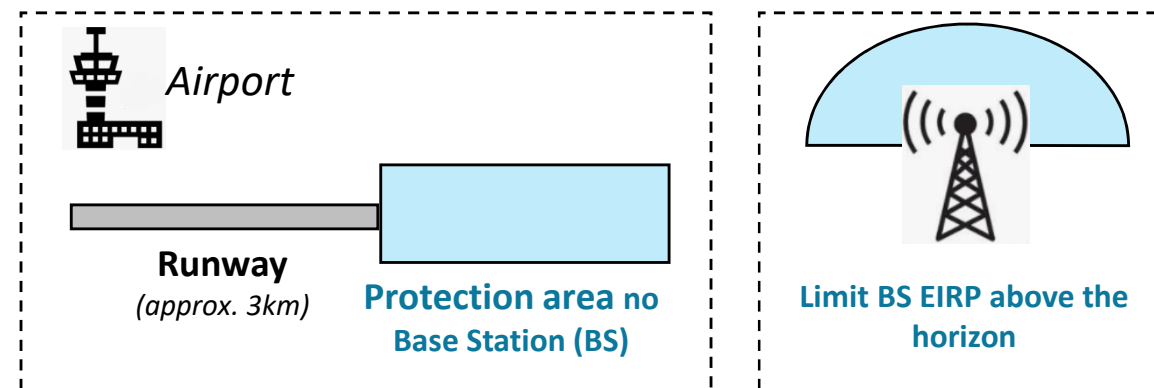 Airport
Runway
(approx. 3km)
Protection area no
Base Station (BS)
Limit BS EIRP above the
horizon